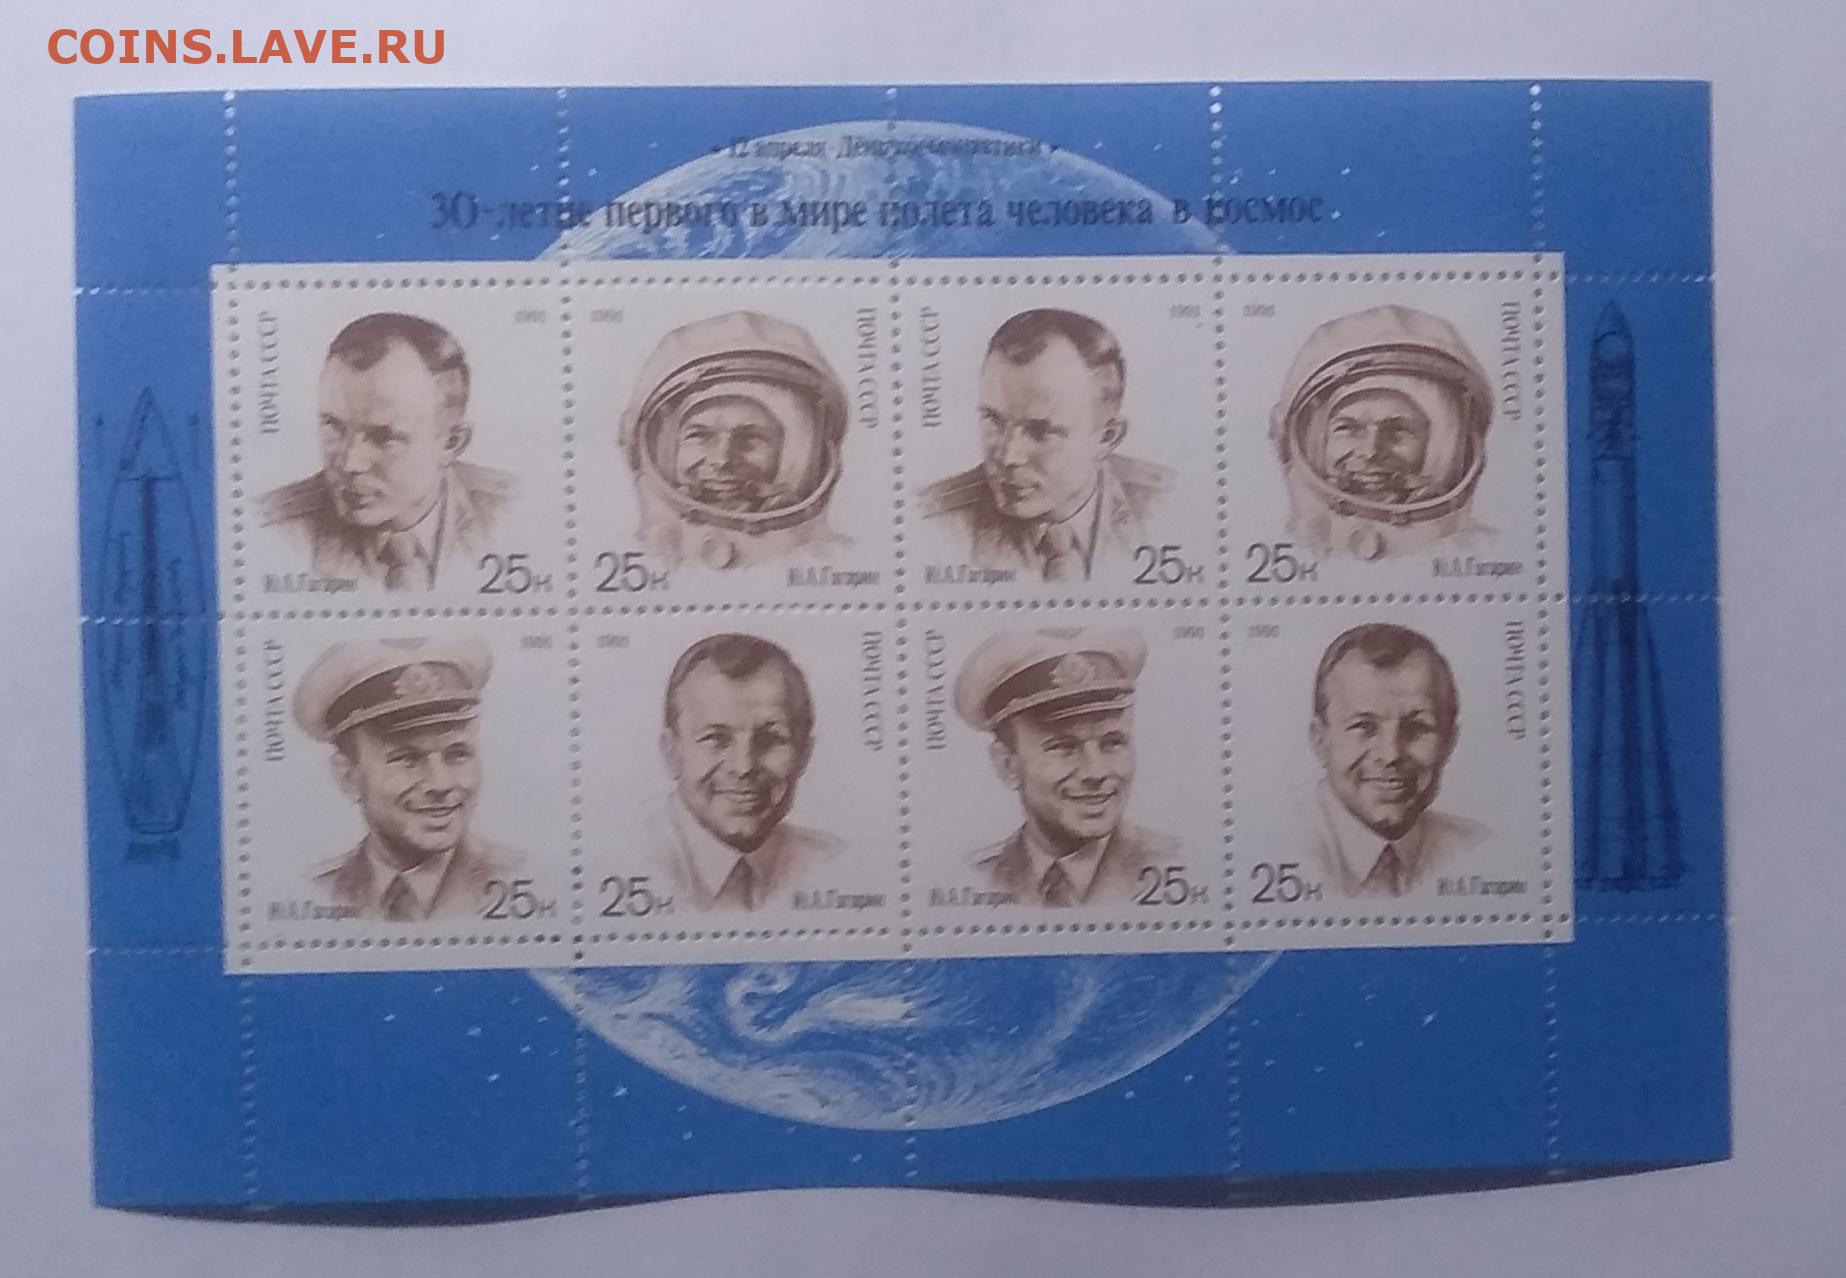 COINS.LAVE.RU
12 апреля - День космонавтики
30-летие первого в мире полета человека в космос.
ПОЧТА СССР 1991 1991 ПОЧТА СССР ПОЧТА СССР 1991 1991 ПОЧТА СССР
Ю.А.Гагарин 25к 25к Ю.А.Гагарин Ю.А.Гагарин 25к 25к Ю.А.Гагарин
ПОЧТА СССР 1991 1991 ПОЧТА СССР ПОЧТА СССР 1991 1991 ПОЧТА СССР
Ю.А.Гагарин 25к 25к Ю.А.Гагарин Ю.А.Гагарин 25к 25к Ю.А.Гагарин